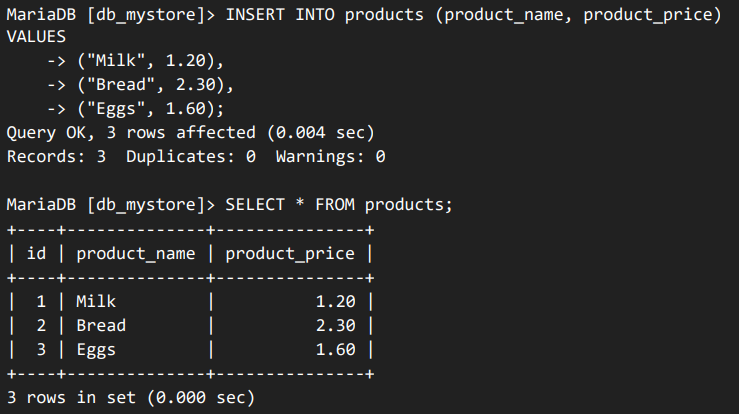 MariaDB [db_mystore]> INSERT INTO products (product_name, product_price)
VALUES
    -> ("Milk", 1.20),
    -> ("Bread", 2.30),
    -> ("Eggs", 1.60);
Query OK, 3 rows affected (0.004 sec)
Records: 3  Duplicates: 0  Warnings: 0

MariaDB [db_mystore]> SELECT * FROM products;
+----+--------------+---------------+
| id | product_name | product_price |
+----+--------------+---------------+
|  1 | Milk         |          1.20 |
|  2 | Bread        |          2.30 |
|  3 | Eggs         |          1.60 |
+----+--------------+---------------+
3 rows in set (0.000 sec)